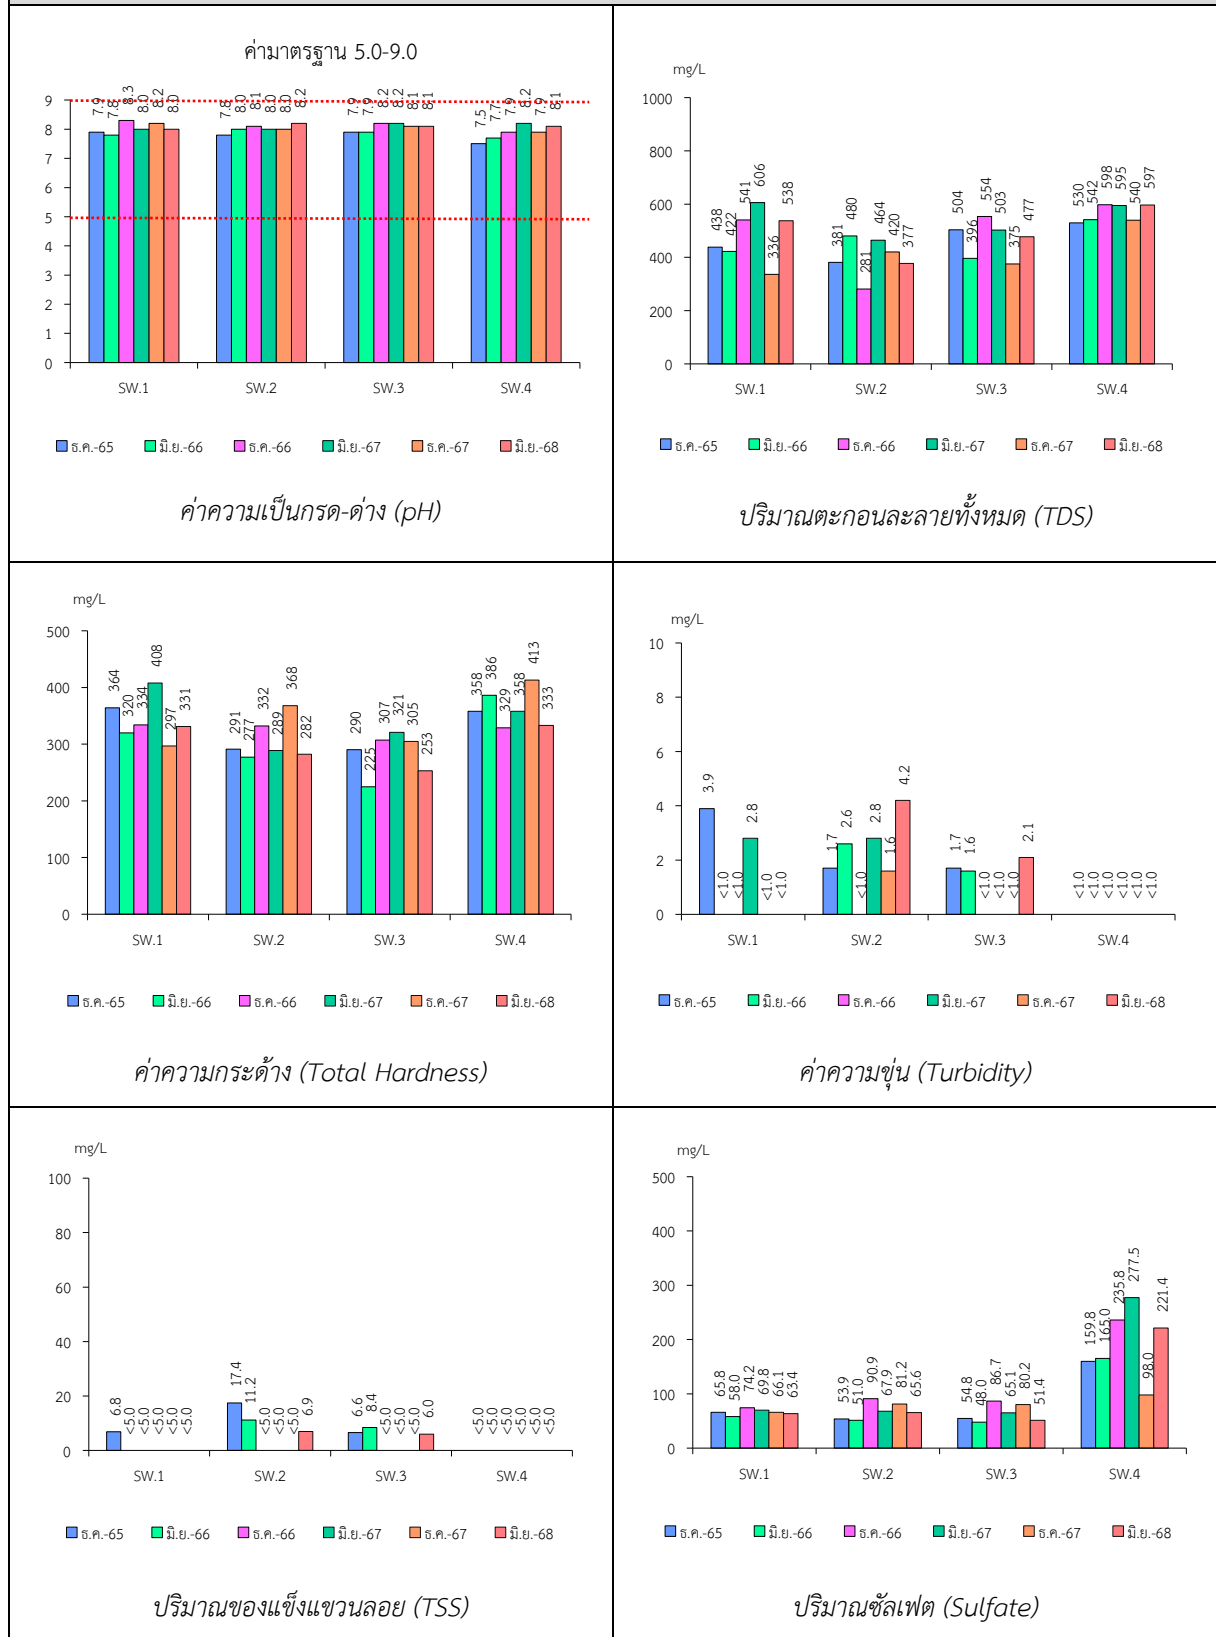 ค่ามาตรฐาน 5.0-9.0
9
8
7
6
5
4
3
2
1
0
7.9 7.8 8.3 8.0 8.2 8.0
7.8 8.0 8.1 8.0 8.0 8.2
7.9 7.9 8.2 8.2 8.1 8.1
7.5 7.7 7.9 8.2 7.9 8.1
SW.1 SW.2 SW.3 SW.4
ธ.ค.-65 มิ.ย.-66 ธ.ค.-66 มิ.ย.-67 ธ.ค.-67 มิ.ย.-68
ค่าความเป็นกรด-ด่าง (pH)
mg/L
1000
800
600
400
200
0
438 422 541 606 336 538
381 480 281 464 420 377
504 396 554 503 375 477
530 542 598 595 540 597
SW.1 SW.2 SW.3 SW.4
ธ.ค.-65 มิ.ย.-66 ธ.ค.-66 มิ.ย.-67 ธ.ค.-67 มิ.ย.-68
ปริมาณตะกอนละลายทั้งหมด (TDS)
mg/L
500
400
300
200
100
0
364 320 334 408 297 331
291 277 332 289 368 282
290 225 307 321 305 253
358 386 329 358 413 333
SW.1 SW.2 SW.3 SW.4
ธ.ค.-65 มิ.ย.-66 ธ.ค.-66 มิ.ย.-67 ธ.ค.-67 มิ.ย.-68
ค่าความกระด้าง (Total Hardness)
mg/L
10
8
6
4
2
0
3.9 <1.0 <1.0 2.8 <1.0 <1.0
1.7 2.6 <1.0 2.8 1.6 4.2
1.7 1.6 <1.0 <1.0 <1.0 2.1
<1.0 <1.0 <1.0 <1.0 <1.0 <1.0
SW.1 SW.2 SW.3 SW.4
ธ.ค.-65 มิ.ย.-66 ธ.ค.-66 มิ.ย.-67 ธ.ค.-67 มิ.ย.-68
ค่าความขุ่น (Turbidity)
mg/L
100
80
60
40
20
0
6.8 <5.0 <5.0 <5.0 <5.0 <5.0
17.4 11.2 <5.0 <5.0 <5.0 6.9
6.6 8.4 <5.0 <5.0 <5.0 6.0
<5.0 <5.0 <5.0 <5.0 <5.0 <5.0
SW.1 SW.2 SW.3 SW.4
ธ.ค.-65 มิ.ย.-66 ธ.ค.-66 มิ.ย.-67 ธ.ค.-67 มิ.ย.-68
ปริมาณของแข็งแขวนลอย (TSS)
mg/L
500
400
300
200
100
0
65.8 58.0 74.2 69.8 66.1 63.4
53.9 51.0 90.9 67.9 81.2 65.6
54.8 48.0 86.7 65.1 80.2 51.4
159.8 165.0 235.8 277.5 98.0 221.4
SW.1 SW.2 SW.3 SW.4
ธ.ค.-65 มิ.ย.-66 ธ.ค.-66 มิ.ย.-67 ธ.ค.-67 มิ.ย.-68
ปริมาณซัลเฟต (Sulfate)